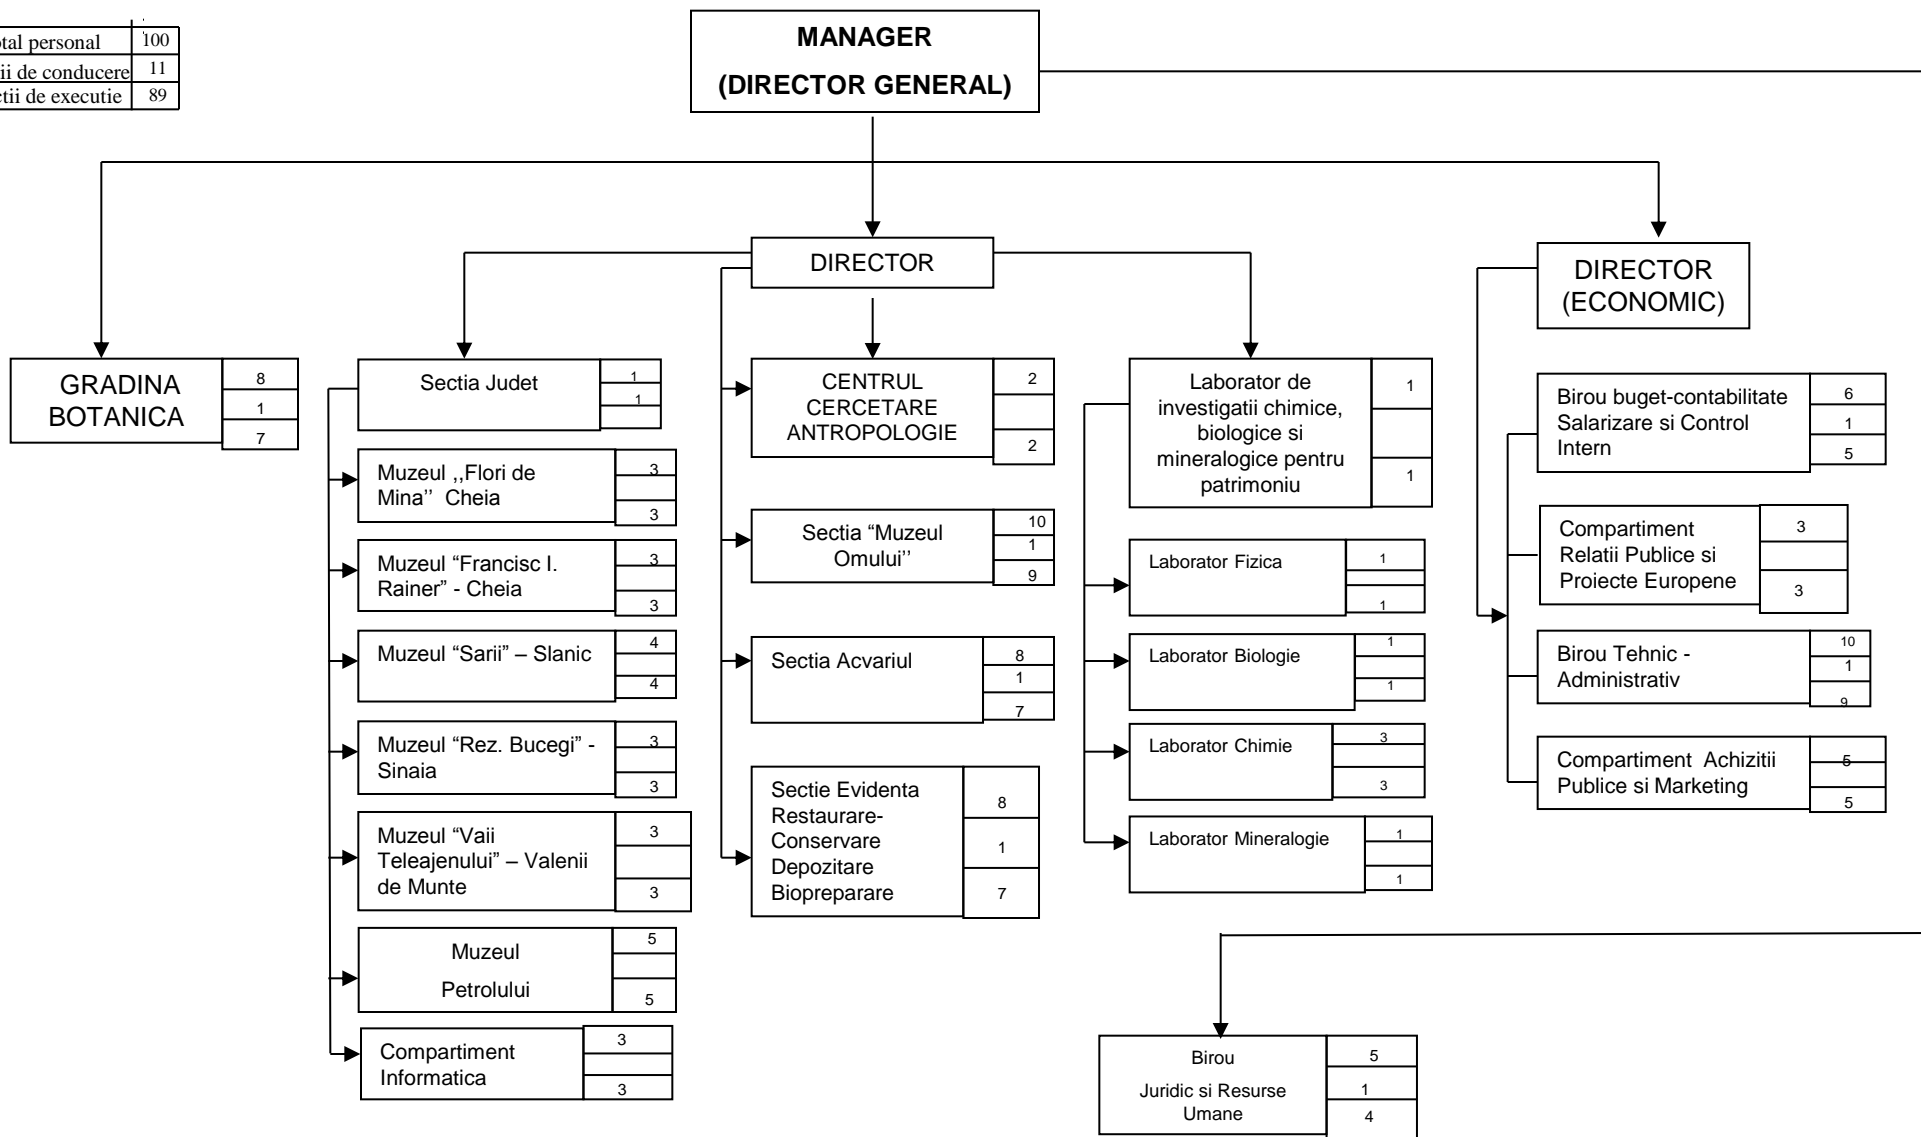 otal personal 100
ii de conducere 11
ctii de executie 89
MANAGER
(DIRECTOR GENERAL)
DIRECTOR
DIRECTOR
(ECONOMIC)
GRADINA
BOTANICA
8
1
7
Sectia Judet
1
1
Muzeul ,,Flori de
Mina'' Cheia
3
3
Muzeul “Francisc I.
Rainer” - Cheia
3
3
Muzeul “Sarii” – Slanic
4
4
Muzeul “Rez. Bucegi” -
Sinaia
3
3
Muzeul “Vaii
Teleajenului” – Valenii
de Munte
3
3
Muzeul
Petrolului
5
5
Compartiment
Informatica
3
3
CENTRUL
CERCETARE
ANTROPOLOGIE
2
2
Sectia “Muzeul
Omului’’
10
1
9
Sectia Acvariul
8
1
7
Sectie Evidenta
Restaurare-
Conservare
Depozitare
Biopreparare
8
1
7
Laborator de
investigatii chimice,
biologice si
mineralogice pentru
patrimoniu
1
1
Laborator Fizica
1
1
Laborator Biologie
1
1
Laborator Chimie
3
3
Laborator Mineralogie
1
1
Birou buget-contabilitate
Salarizare si Control
Intern
6
1
5
Compartiment
Relatii Publice si
Proiecte Europene
3
3
Birou Tehnic -
Administrativ
10
1
9
Compartiment Achizitii
Publice si Marketing
5
5
Birou
Juridic si Resurse
Umane
5
1
4